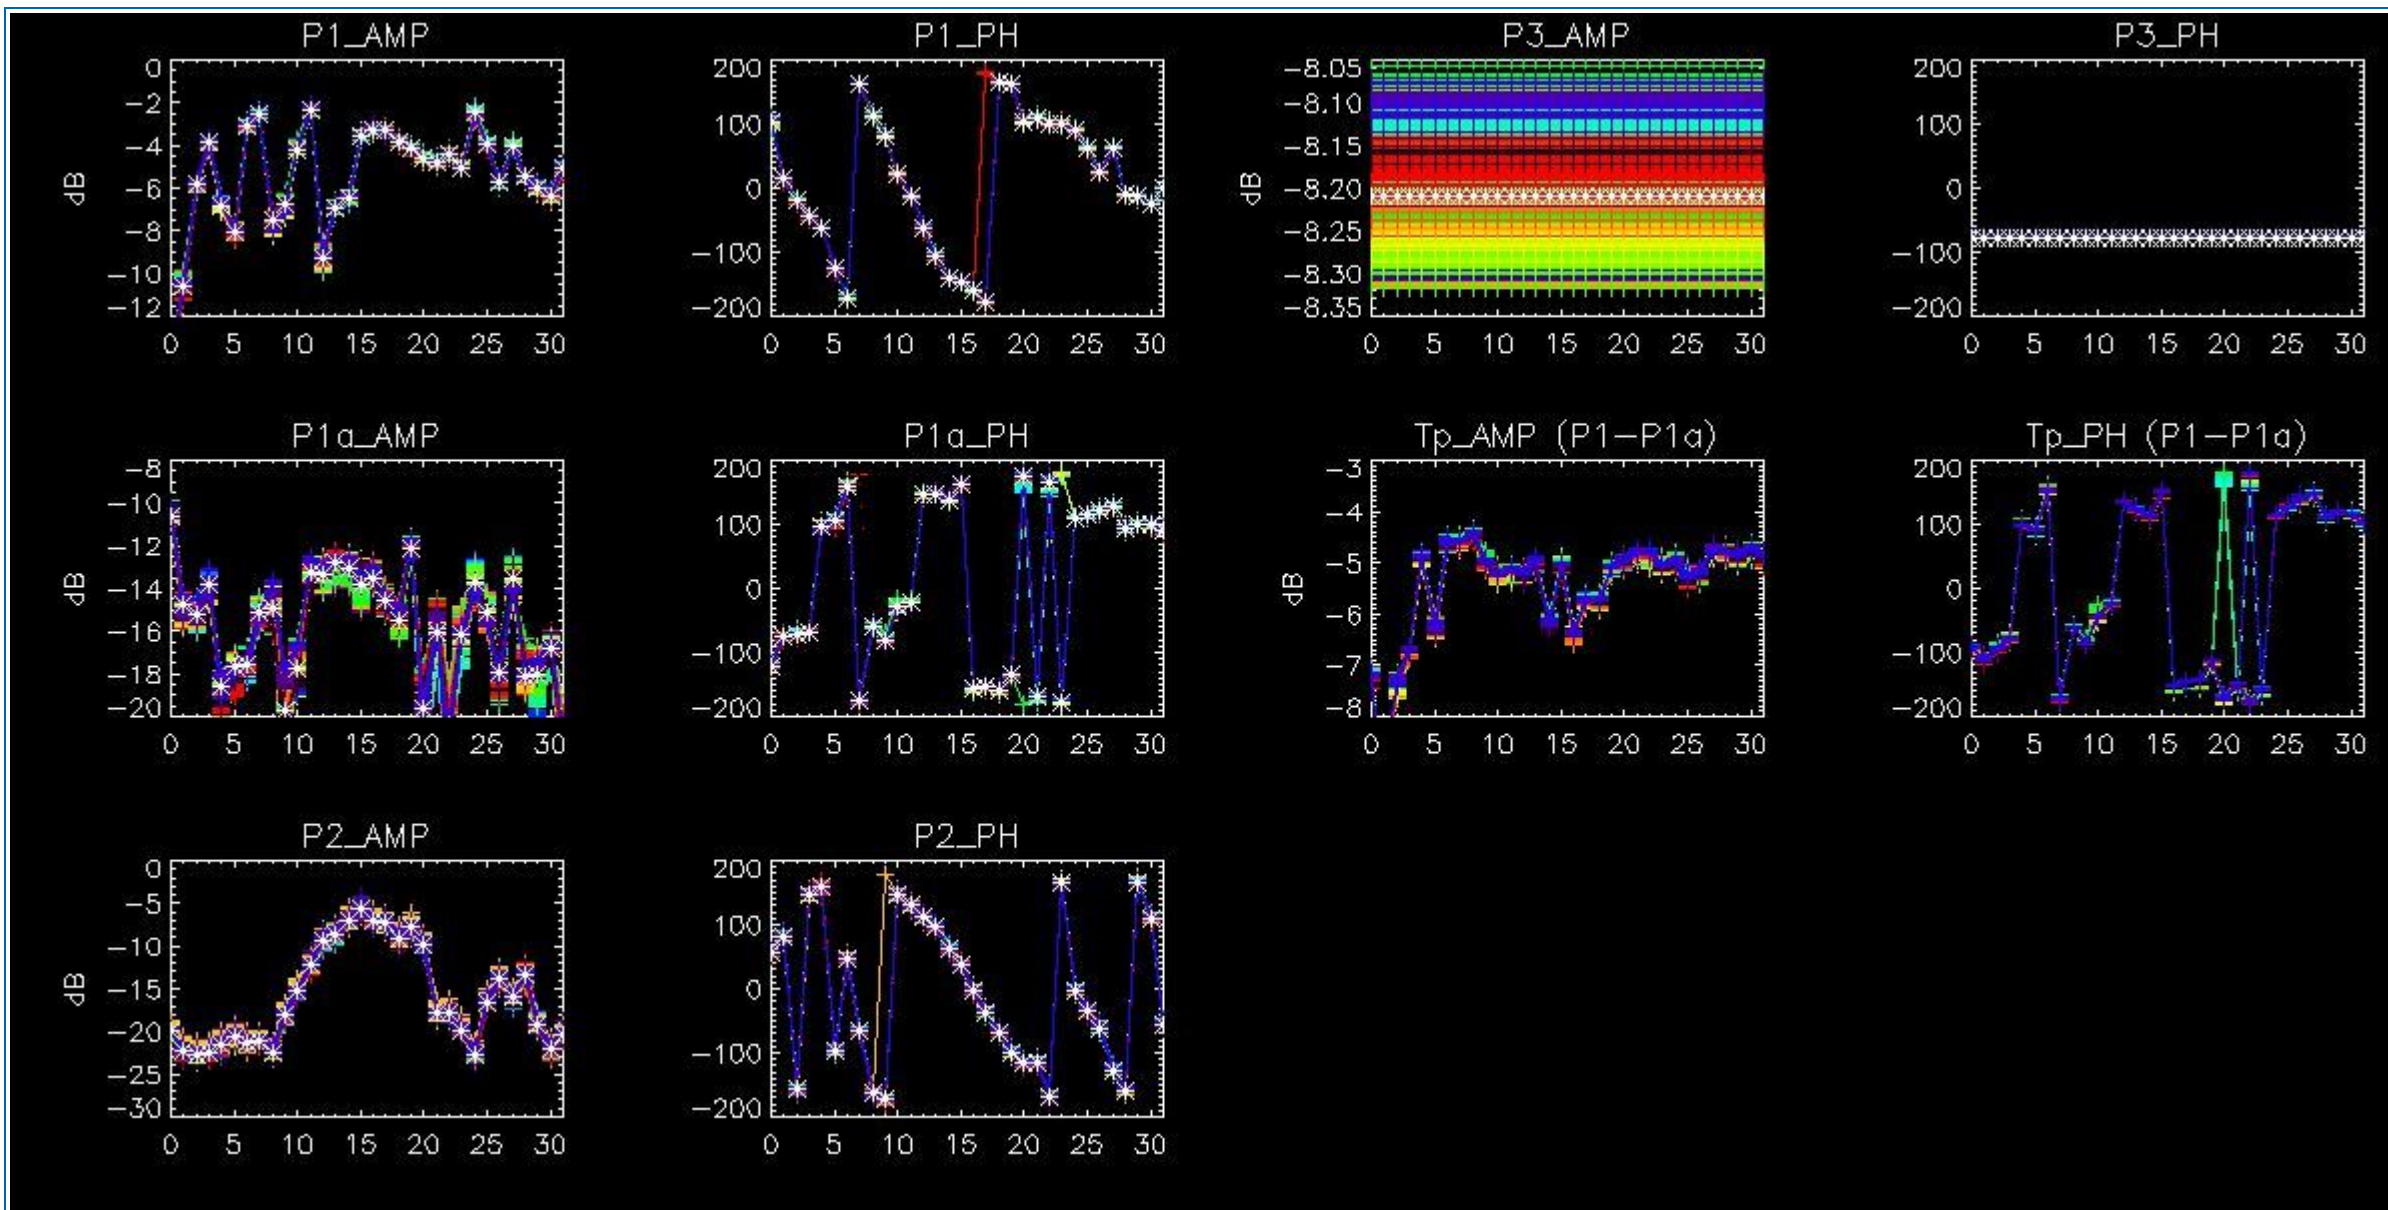 P1_AMP
0
−2
−4
−6
−8
−10
−12
dB
0 5 10 15 20 25 30
P1_PH
200
100
0
−100
−200
0 5 10 15 20 25 30
P3_AMP
−8.05
−8.10
−8.15
−8.20
−8.25
−8.30
−8.35
dB
0 5 10 15 20 25 30
P3_PH
200
100
0
−100
−200
0 5 10 15 20 25 30
P1a_AMP
−8
−10
−12
−14
−16
−18
−20
dB
0 5 10 15 20 25 30
P1a_PH
200
100
0
−100
−200
0 5 10 15 20 25 30
Tp_AMP (P1−P1a)
−3
−4
−5
−6
−7
−8
dB
0 5 10 15 20 25 30
Tp_PH (P1−P1a)
200
100
0
−100
−200
0 5 10 15 20 25 30
P2_AMP
0
−5
−10
−15
−20
−25
−30
dB
0 5 10 15 20 25 30
P2_PH
200
100
0
−100
−200
0 5 10 15 20 25 30